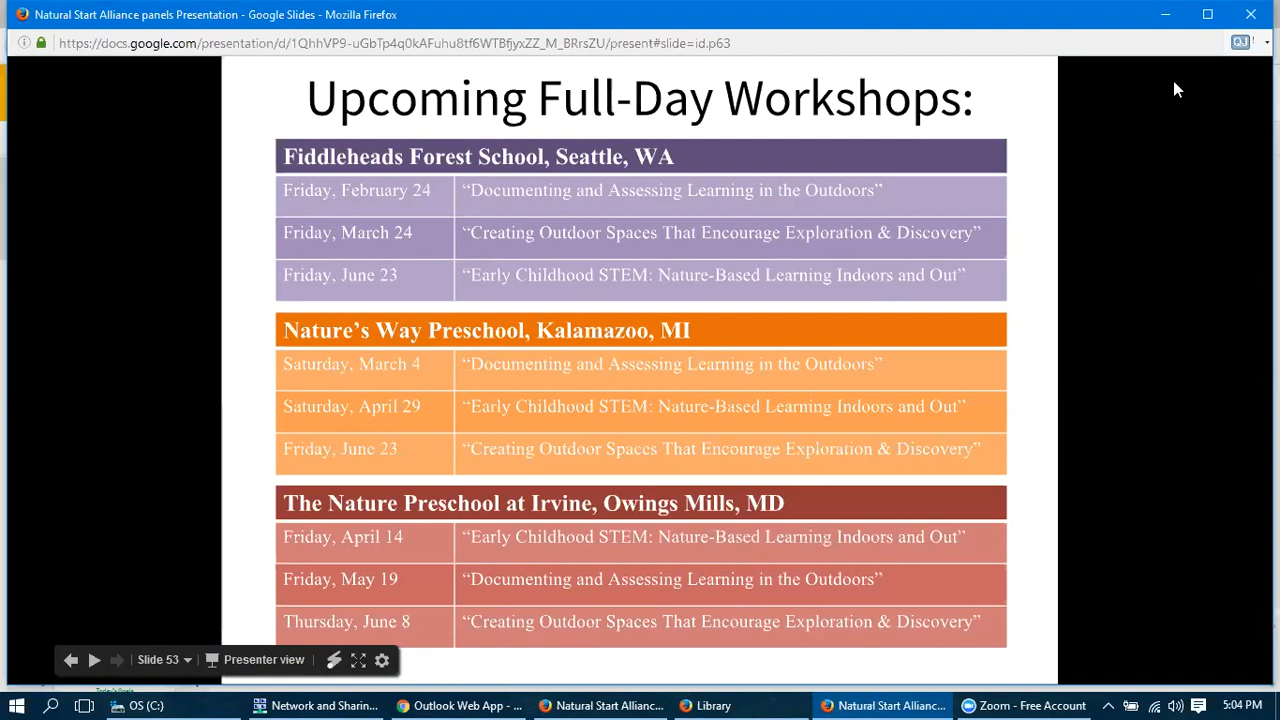 Natural Start Alliance panels Presentation - Google Slides - Mozilla Firefox
https://docs.google.com/presentation/d/1QhhVP9-uGbTp4q0kAFuhu8tf6WTBfjyxZZ_M_BRrsZU/present#slide=id.p63
Upcoming Full-Day Workshops:
Fiddleheads Forest School, Seattle, WA
Friday, February 24 “Documenting and Assessing Learning in the Outdoors”
Friday, March 24 “Creating Outdoor Spaces That Encourage Exploration & Discovery”
Friday, June 23 “Early Childhood STEM: Nature-Based Learning Indoors and Out”
Nature’s Way Preschool, Kalamazoo, MI
Saturday, March 4 “Documenting and Assessing Learning in the Outdoors”
Saturday, April 29 “Early Childhood STEM: Nature-Based Learning Indoors and Out”
Friday, June 23 “Creating Outdoor Spaces That Encourage Exploration & Discovery”
The Nature Preschool at Irvine, Owings Mills, MD
Friday, April 14 “Early Childhood STEM: Nature-Based Learning Indoors and Out”
Friday, May 19 “Documenting and Assessing Learning in the Outdoors”
Thursday, June 8 “Creating Outdoor Spaces That Encourage Exploration & Discovery”
Slide 53 Presenter view
Today's Goals
OS (C:) Network and Sharin... Outlook Web App - ... Natural Start Allianc... Library Natural Start Allianc... Zoom - Free Account 5:04 PM